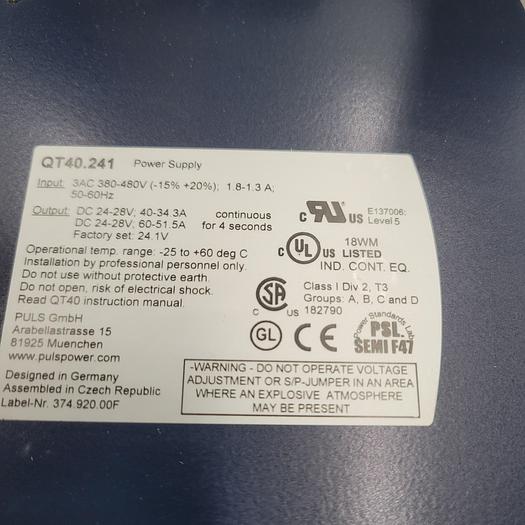 QT40.241 Power Supply
Input: 3AC 380-480V (-15% +20%); 1.8-1.3 A;
50-60Hz
Output: DC 24-28V; 40-34.3A continuous
DC 24-28V; 60-51.5A for 4 seconds
Factory set: 24.1V
Operational temp. range: -25 to +60 deg C
Installation by professional personnel only.
Do not use without protective earth.
Do not open, risk of electrical shock.
Read QT40 instruction manual.
PULS GmbH
Arabellastrasse 15
81925 Muenchen
www.pulspower.com
Designed in Germany
Assembled in Czech Republic
Label-Nr. 374.920.00F
c RU US E137006;
Level 5
18WM
c UL US LISTED
IND. CONT. EQ.
SA Class I Div 2, T3
Groups: A, B, C and D
C US 182790
GL CE
Power Standards Lab
PSL
SEMI F47
-WARNING - DO NOT OPERATE VOLTAGE
ADJUSTMENT OR S/P-JUMPER IN AN AREA
WHERE AN EXPLOSIVE ATMOSPHERE
MAY BE PRESENT